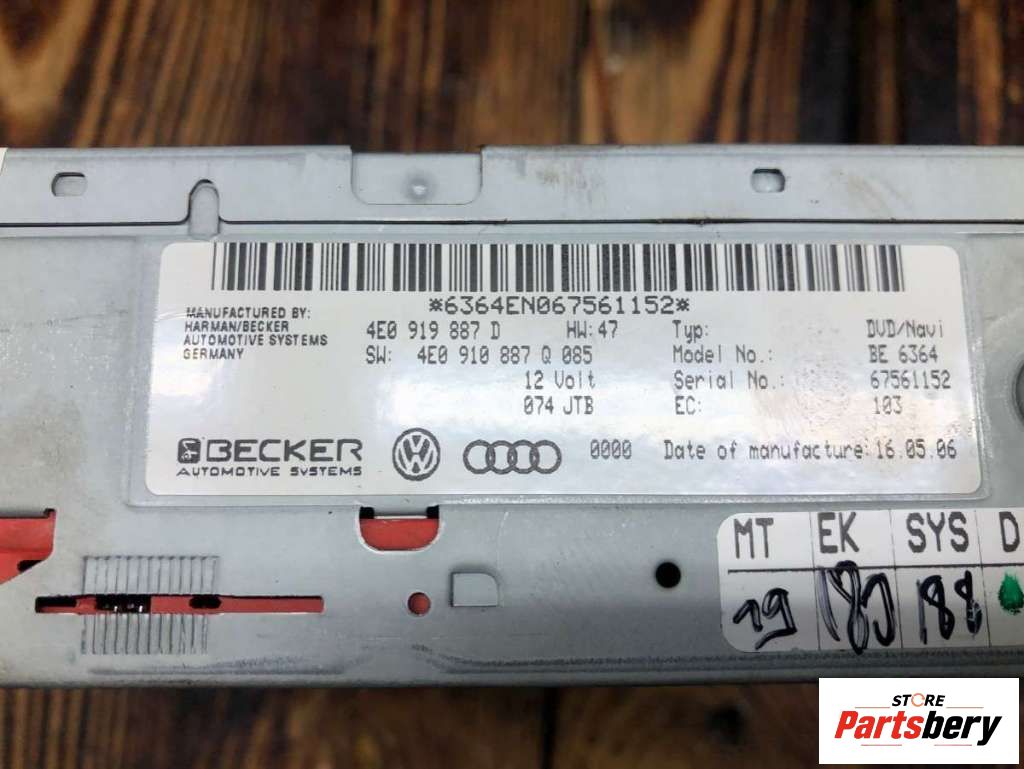 *6364EN067561152*
MANUFACTURED BY:
HARMAN/BECKER
AUTOMOTIVE SYSTEMS
GERMANY
4E0 919 887 D HW:47
SW: 4E0 910 887 Q 085
12 Volt
074 JTB
Typ: DVD/Navi
Model No.: BE 6364
Serial No.: 67561152
EC: 103
BECKER
AUTOMOTIVE SYSTEMS
0000 Date of manufacture: 16.05.06
MT EK SYS D
19 183 188
STORE
Partsbery